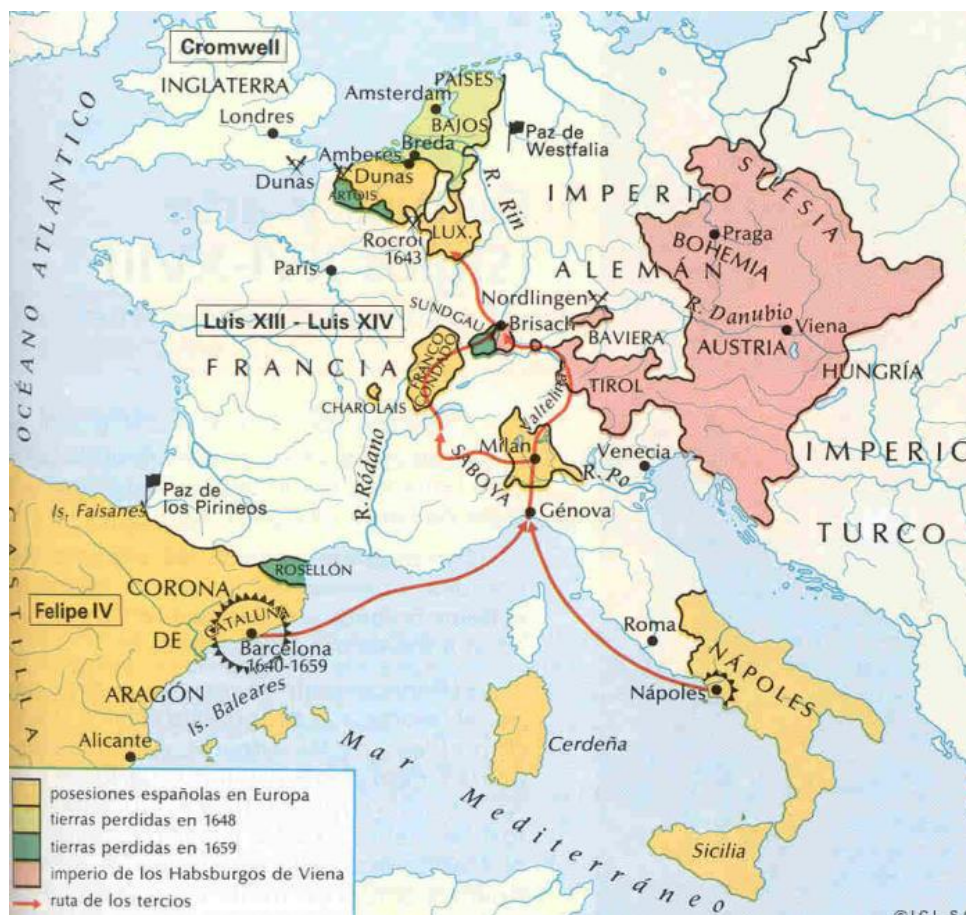 Cromwell
INGLATERRA
Londres
PAÍSES
Amsterdam
BAJOS
Breda
Amberes
Dunas
Dunas
ARTOIS
Paz de
Westfalia
R. Rin
LUX.
Rocroi
1643
París
IMPERIO
ALEMÁN
SILESIA
Praga
BOHEMIA
Nordlingen
R. Danubio
Viena
AUSTRIA
HUNGRÍA
BAVIERA
TIROL
SUNDGAU
Brisach
Luis XIII - Luis XIV
FRANCIA
FRANCO
CONDADO
CHAROLAIS
Valtelina
Milán
SABOYA
R. Po
Venecia
R. Ródano
Génova
IMPERIO
TURCO
OCÉANO ATLÁNTICO
Paz de
los Pirineos
Is. Faisanes
ROSELLÓN
CORONA
DE
ARAGÓN
CASTILLA
Felipe IV
CATALUÑA
Barcelona
1640-1659
Is. Baleares
Alicante
Roma
NÁPOLES
Nápoles
Cerdeña
Mar
Mediterráneo
Sicilia
posesiones españolas en Europa
tierras perdidas en 1648
tierras perdidas en 1659
imperio de los Habsburgos de Viena
ruta de los tercios